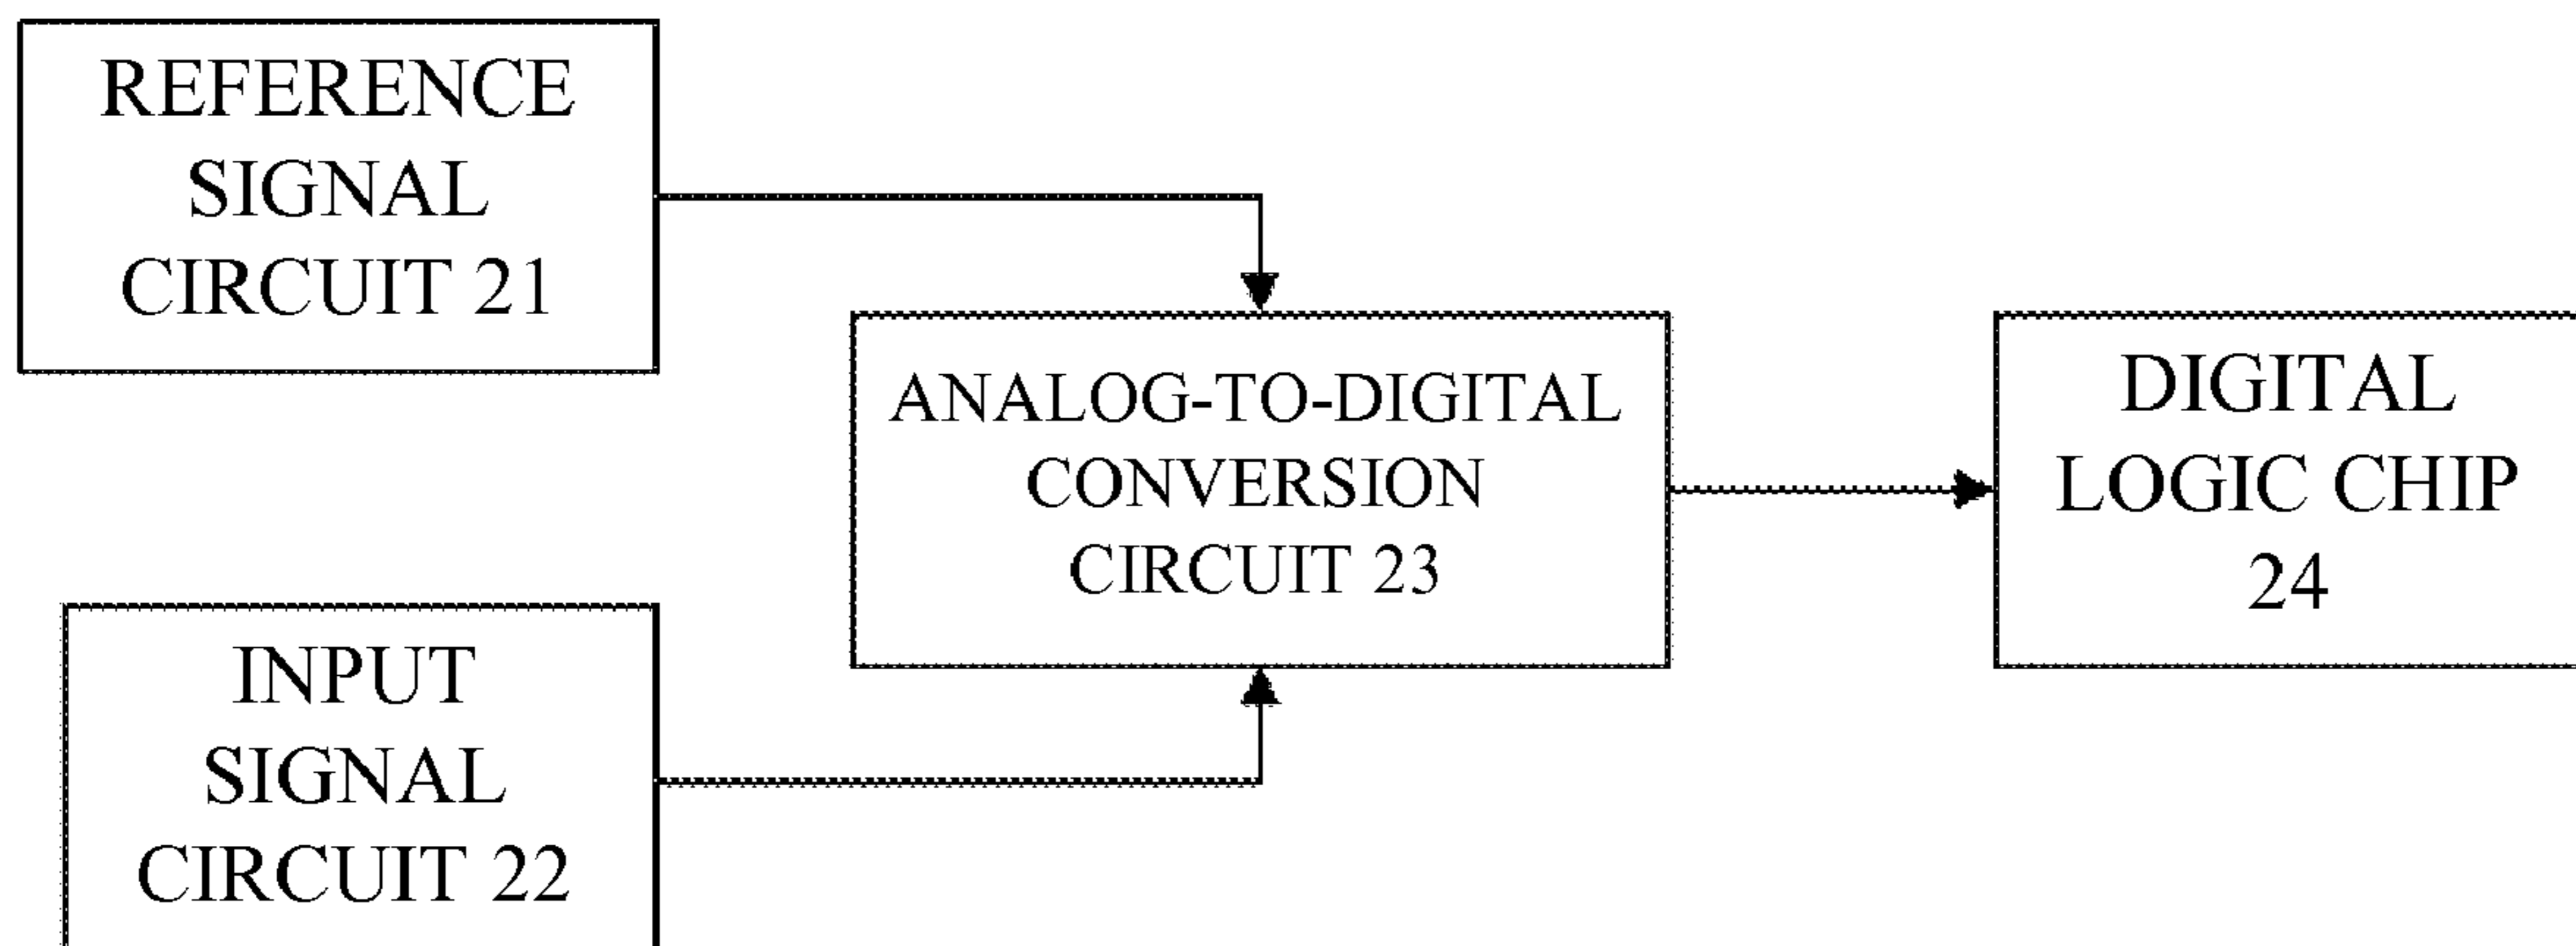 REFERENCE
SIGNAL
CIRCUIT 21
ANALOG-TO-DIGITAL
CONVERSION
CIRCUIT 23
DIGITAL
LOGIC CHIP
24
INPUT
SIGNAL
CIRCUIT 22